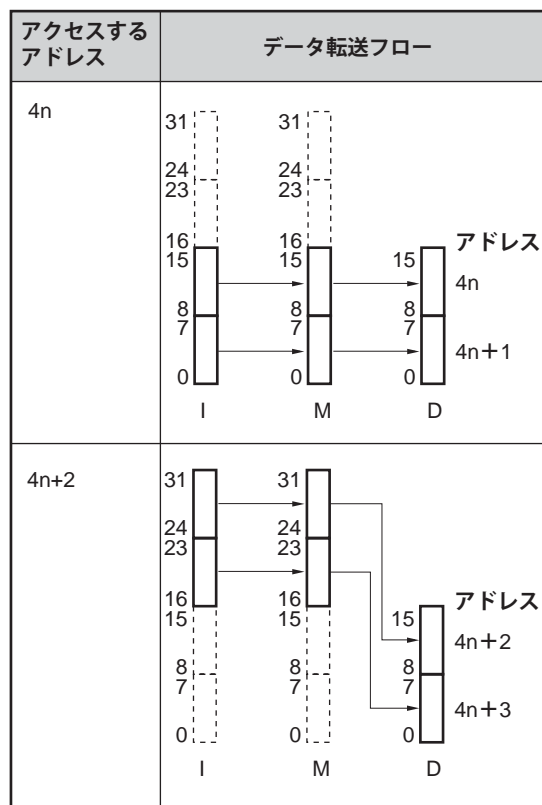 アクセスする
アドレス
データ転送フロー
4n
31 31
24 24
23 23
16 16 アドレス
15 15 15
4n
8 8 8
7 7 7
4n+1
0 0 0
I M D
4n+2
31 31
24 24
23 23
16 16 アドレス
15 15 15
4n+2
8 8 8
7 7 7
4n+3
0 0 0
I M D